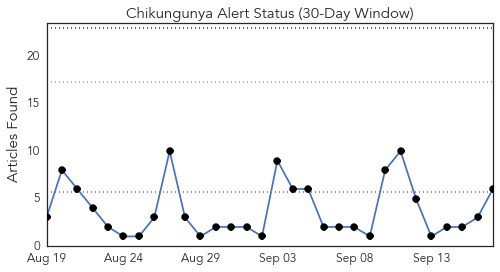 Chikungunya Alert Status (30-Day Window)
Articles Found
20
15
10
5
0
Aug 19 Aug 24 Aug 29 Sep 03 Sep 08 Sep 13